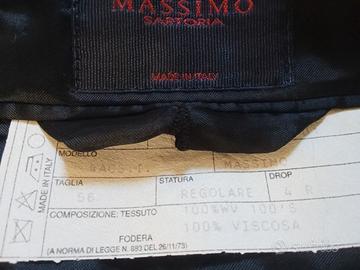 MASSIMO
SARTORIA
MADE IN ITALY
MADE IN ITALY
MODELLO
MASSIMO
TAGLIA STATURA DROP
56 REGOLARE 4 R
COMPOSIZIONE: TESSUTO 100%WV 100'S
FODERA 100% VISCOSA
(A NORMA DI LEGGE N. 883 DEL 26/11/73)